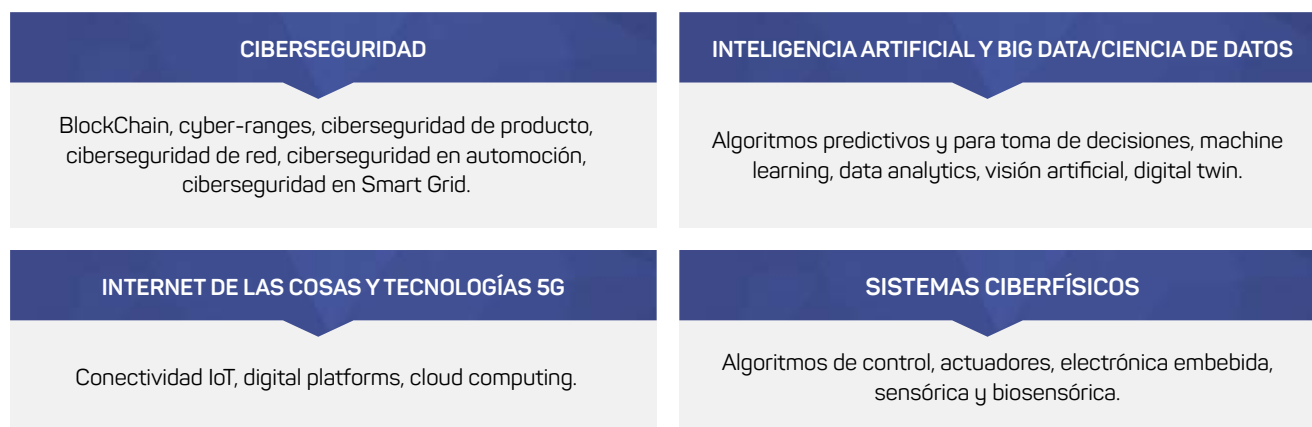 CIBERSEGURIDAD
BlockChain, cyber-ranges, ciberseguridad de producto,
ciberseguridad de red, ciberseguridad en automoción,
ciberseguridad en Smart Grid.
INTELIGENCIA ARTIFICIAL Y BIG DATA/CIENCIA DE DATOS
Algoritmos predictivos y para toma de decisiones, machine
learning, data analytics, visión artificial, digital twin.
INTERNET DE LAS COSAS Y TECNOLOGÍAS 5G
Conectividad IoT, digital platforms, cloud computing.
SISTEMAS CIBERFÍSICOS
Algoritmos de control, actuadores, electrónica embebida,
sensórica y biosensórica.